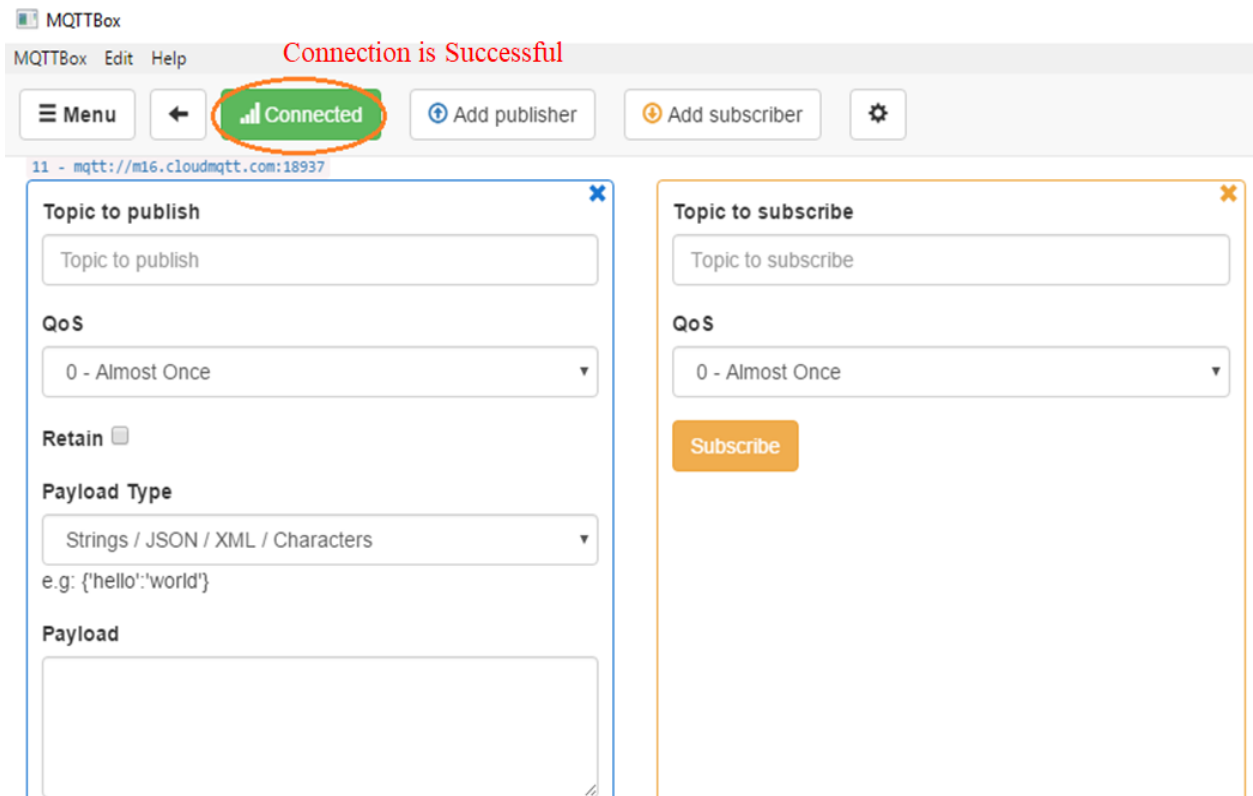 MQTTBox
MQTTBox Edit Help
Connection is Successful
Menu
Connected
Add publisher
Add subscriber
11 - mqtt://m16.cloudmqtt.com:18937
Topic to publish
Topic to publish
QoS
0 - Almost Once
Retain
Payload Type
Strings / JSON / XML / Characters
e.g: {'hello':'world'}
Payload
Topic to subscribe
Topic to subscribe
QoS
0 - Almost Once
Subscribe